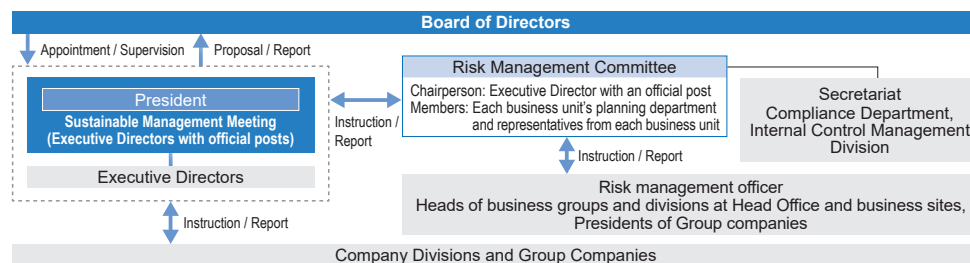 Board of Directors
Appointment / Supervision
Proposal / Report
President
Sustainable Management Meeting
(Executive Directors with official posts)
Executive Directors
Instruction /
Report
Risk Management Committee
Chairperson: Executive Director with an official post
Members: Each business unit's planning department
and representatives from each business unit
Secretariat
Compliance Department,
Internal Control Management
Division
Instruction / Report
Risk management officer
Heads of business groups and divisions at Head Office and business sites,
Presidents of Group companies
Instruction / Report
Company Divisions and Group Companies